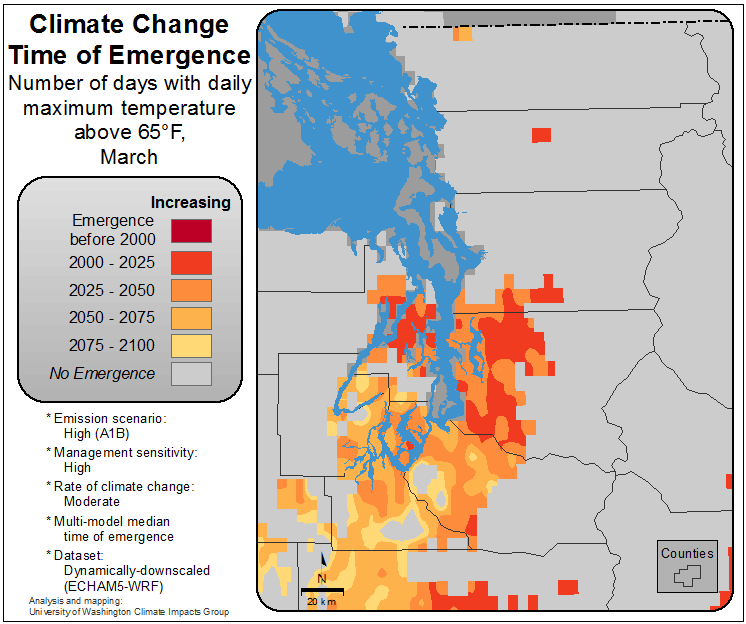 Climate Change
Time of Emergence
Number of days with daily
maximum temperature
above 65°F,
March
Increasing
Emergence
before 2000
2000 - 2025
2025 - 2050
2050 - 2075
2075 - 2100
No Emergence
* Emission scenario:
High (A1B)
* Management sensitivity:
High
* Rate of climate change:
Moderate
* Multi-model median
time of emergence
* Dataset:
Dynamically-downscaled
(ECHAM5-WRF)
Analysis and mapping:
University of Washington Climate Impacts Group
N
20 km
Counties